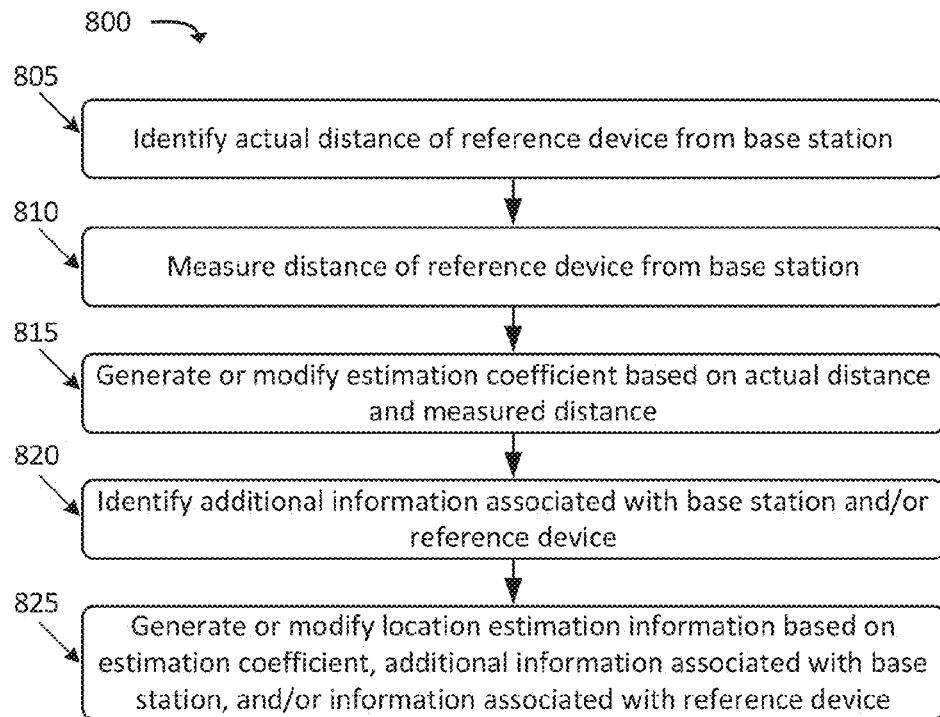 800
805
Identify actual distance of reference device from base station
810
Measure distance of reference device from base station
815
Generate or modify estimation coefficient based on actual distance
and measured distance
820
Identify additional information associated with base station and/or
reference device
825
Generate or modify location estimation information based on
estimation coefficient, additional information associated with base
station, and/or information associated with reference device